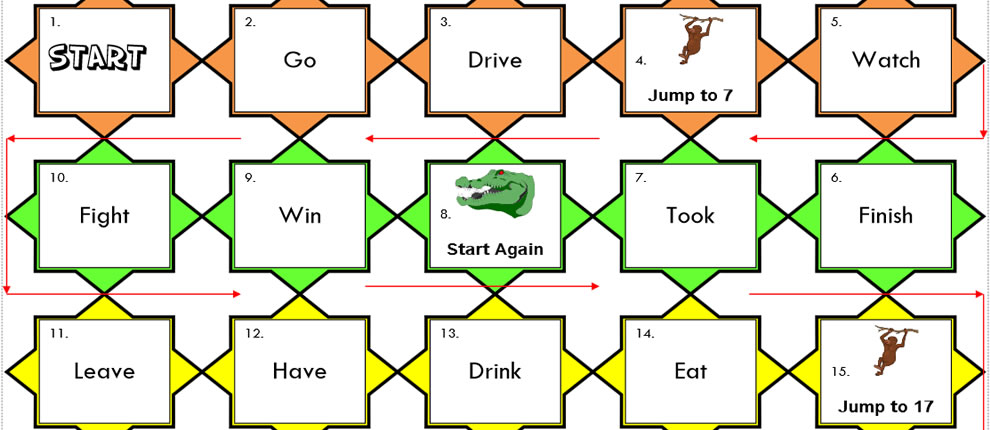 1.
START
2.
Go
3.
Drive
4.
Jump to 7
5.
Watch
10.
Fight
9.
Win
8.
Start Again
7.
Took
6.
Finish
11.
Leave
12.
Have
13.
Drink
14.
Eat
15.
Jump to 17